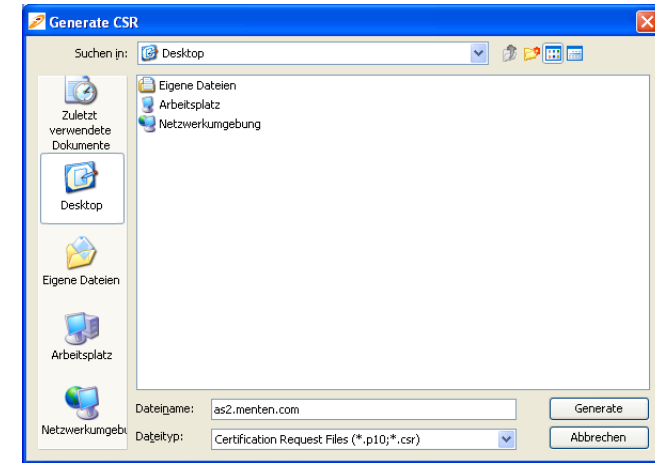 Generate CSR
Suchen in: Desktop
Zuletzt
verwendete
Dokumente
Desktop
Eigene Dateien
Arbeitsplatz
Netzwerkumgebu
Eigene Dateien
Arbeitsplatz
Netzwerkumgebung
Dateiname: as2.menten.com Generate
Dateityp: Certification Request Files (*.p10;*.csr) Abbrechen